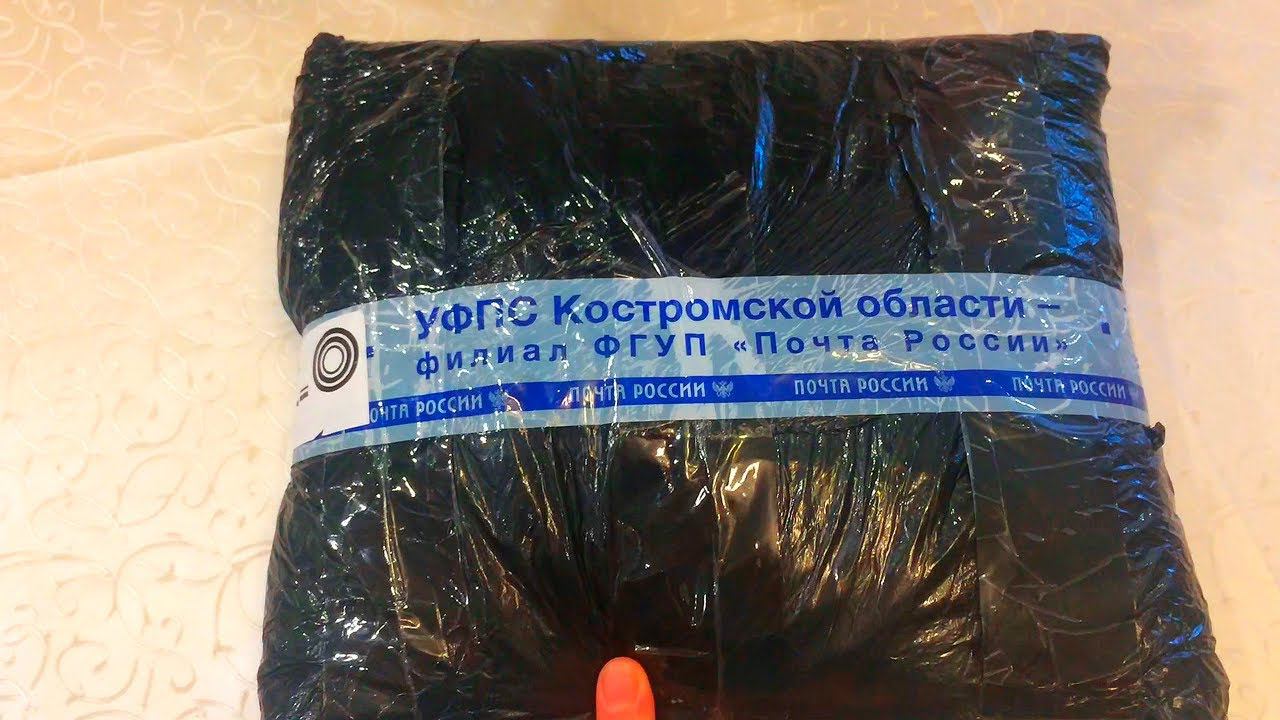 УФПС Костромской области –
филиал ФГУП «Почта России»
ПОЧТА РОССИИ ПОЧТА РОССИИ ПОЧТА РОССИИ ПОЧТА РОССИИ